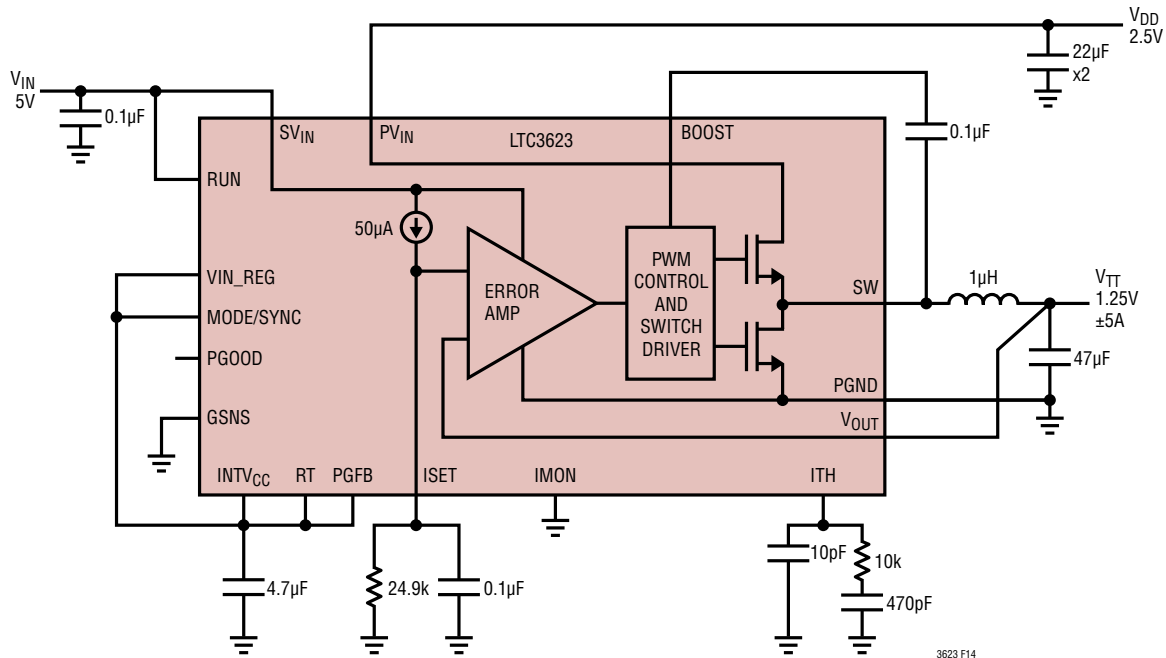 VDD
2.5V
22µF
x2
VIN
5V
0.1µF
SVIN
PVIN
LTC3623
BOOST
0.1µF
RUN
50µA
VIN_REG
MODE/SYNC
PGOOD
GSNS
ERROR
AMP
PWM
CONTROL
AND
SWITCH
DRIVER
SW
1µH
VTT
1.25V
±5A
47µF
PGND
VOUT
INTVCC
RT
PGFB
ISET
IMON
ITH
4.7µF
24.9k
0.1µF
10pF
10k
470pF
3623 F14